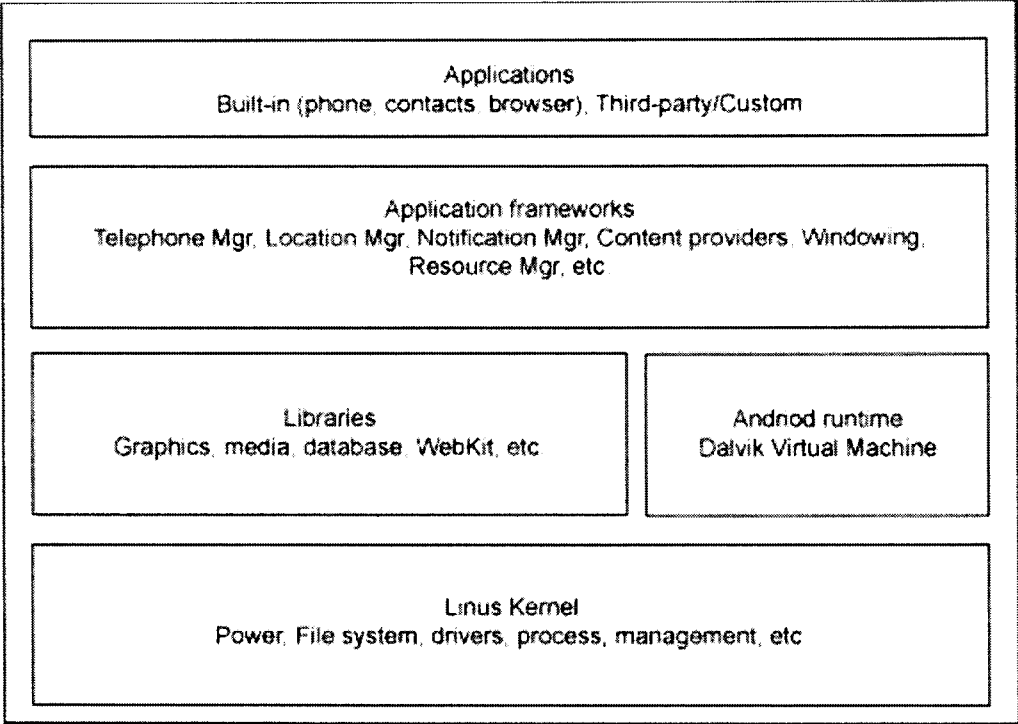 Applications
Built-in (phone, contacts, browser), Third-party/Custom
Application frameworks
Telephone Mgr, Location Mgr, Notification Mgr, Content providers, Windowing,
Resource Mgr, etc
Libraries
Graphics, media, database, WebKit, etc
Andriod runtime
Dalvik Virtual Machine
Linus Kernel
Power, File system, drivers, process, management, etc